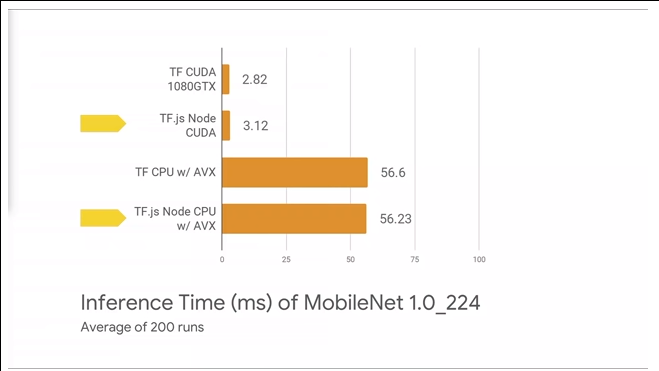 TF CUDA
1080GTX
2.82
TF.js Node
CUDA
3.12
TF CPU w/ AVX
56.6
TF.js Node CPU
w/ AVX
56.23
0
25
50
75
100
Inference Time (ms) of MobileNet 1.0_224
Average of 200 runs